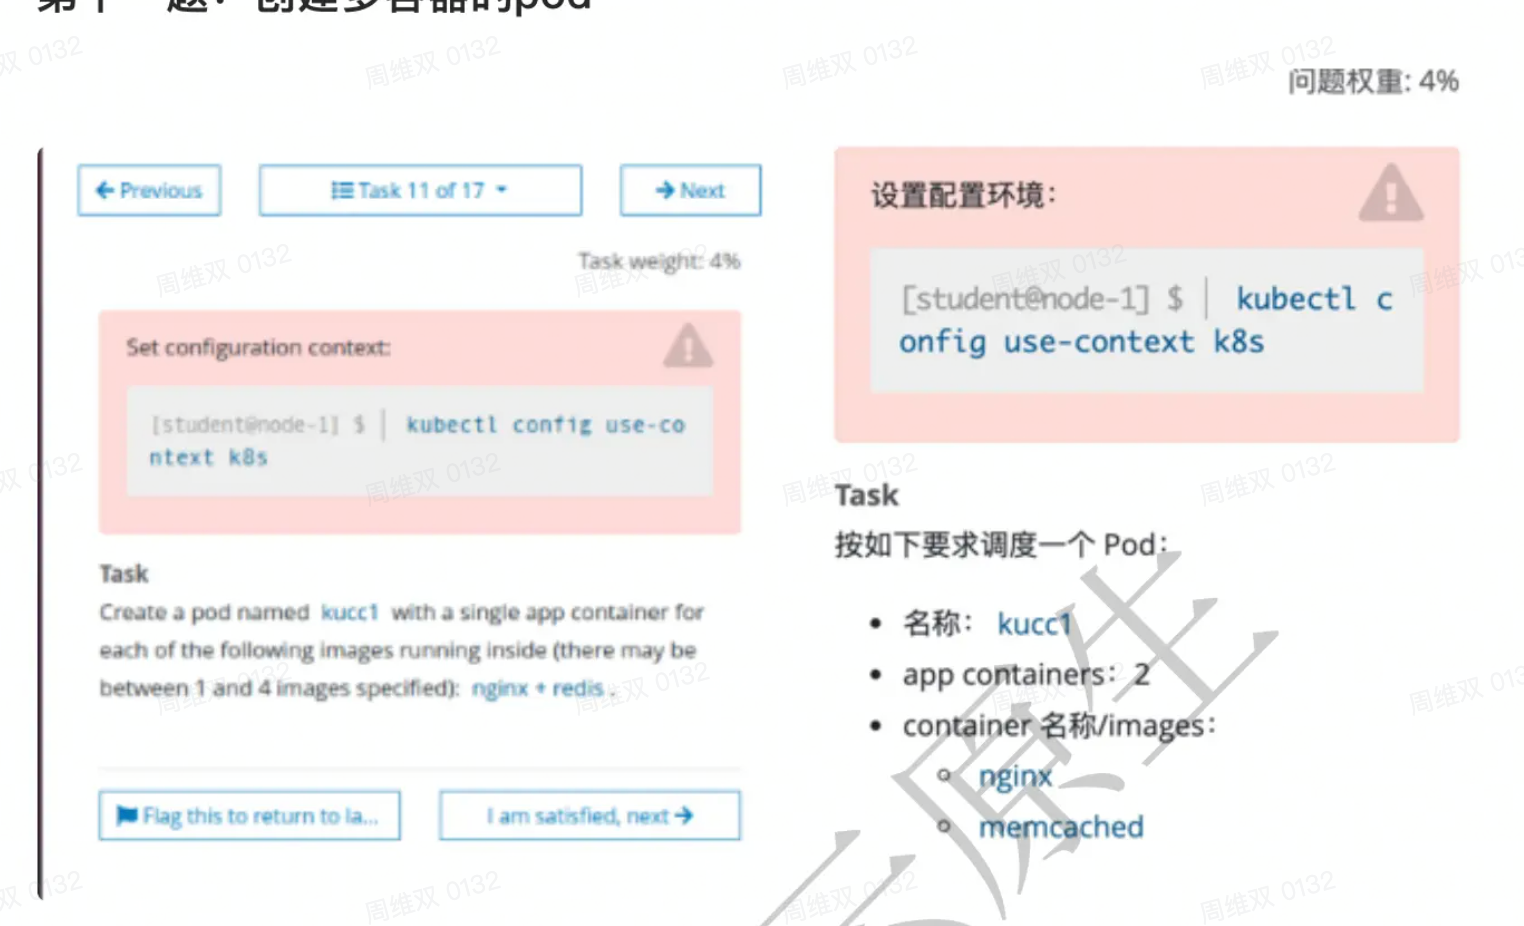 创建多容器的pod
问题权重: 4%
Previous
Task 11 of 17
Next
Task weight: 4%
Set configuration context:
[student@node-1] $ | kubectl config use-co
ntext k8s
Task
Create a pod named kucc1 with a single app container for
each of the following images running inside (there may be
between 1 and 4 images specified): nginx + redis .
Flag this to return to la...
I am satisfied, next
设置配置环境：
[student@node-1] $ | kubectl c
onfig use-context k8s
Task
按如下要求调度一个 Pod：
名称： kucc1
app containers：2
container 名称/images：
nginx
memcached
原生
周维双 0132